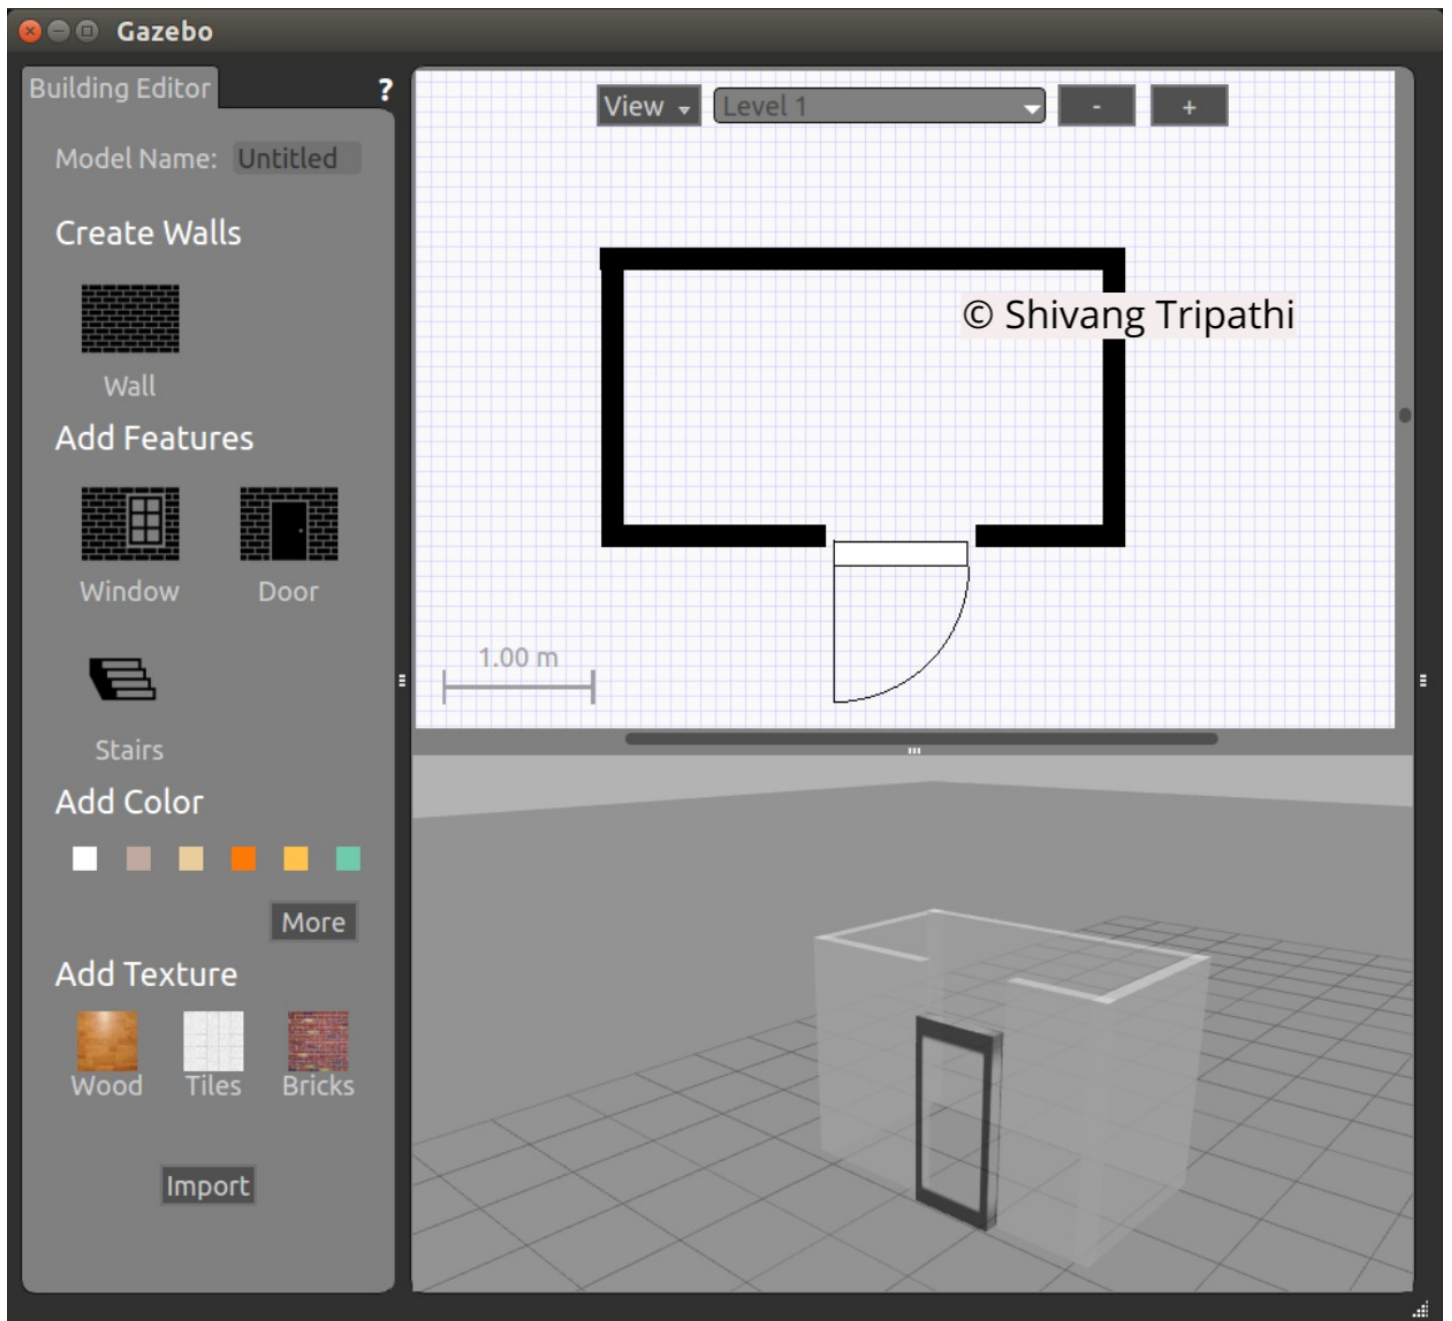 Gazebo
Building Editor
?
Model Name: Untitled
Create Walls
Wall
Add Features
Window Door
Stairs
Add Color
More
Add Texture
Wood Tiles Bricks
Import
View Level 1 - +
© Shivang Tripathi
1.00 m